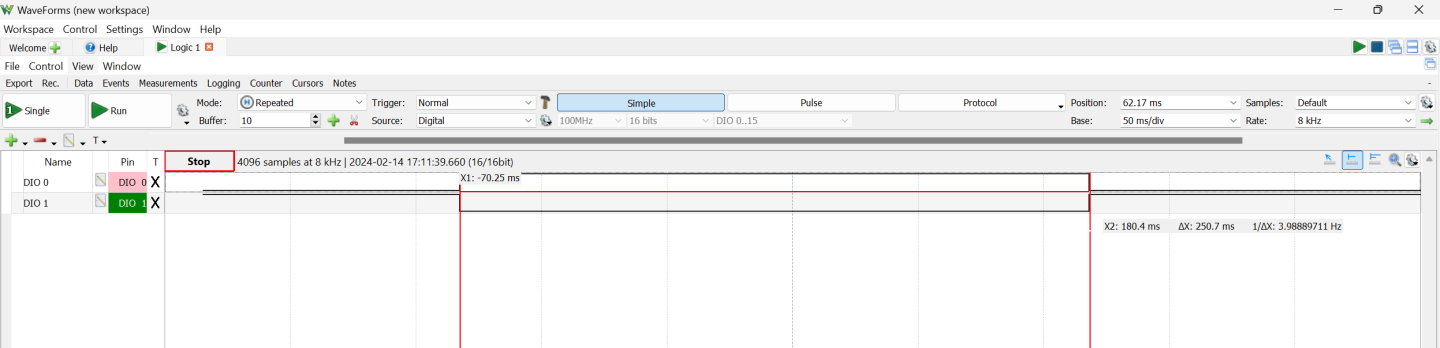 WaveForms (new workspace)
Workspace Control Settings Window Help
Welcome Help Logic 1
File Control View Window
Export Rec. Data Events Measurements Logging Counter Cursors Notes
1 Single Run Mode: Repeated Trigger: Normal Simple Pulse Protocol Position: 62.17 ms Samples: Default
Buffer: 10 Source: Digital 100MHz 16 bits DIO 0..15 Base: 50 ms/div Rate: 8 kHz
T
Name Pin T Stop 4096 samples at 8 kHz | 2024-02-14 17:11:39.660 (16/16bit)
DIO 0 DIO 0 X X1: -70.25 ms
DIO 1 DIO 1 X
X2: 180.4 ms ΔX: 250.7 ms 1/ΔX: 3.98889711 Hz